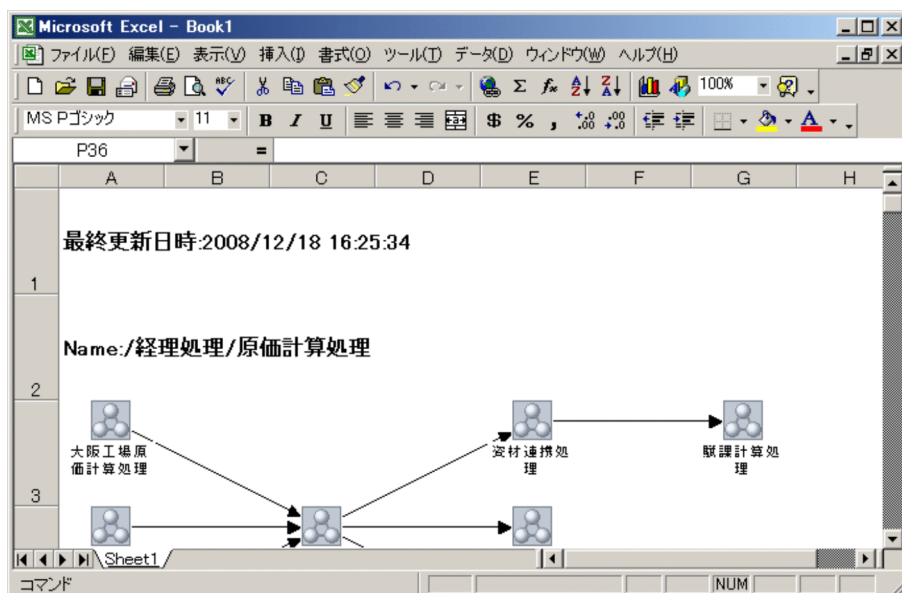 Microsoft Excel - Book1
ファイル(F) 編集(E) 表示(V) 挿入(I) 書式(O) ツール(T) データ(D) ウィンドウ(W) ヘルプ(H)
100%
MS Pゴシック 11 B I U $ % ,
P36 =
A B C D E F G H
最終更新日時:2008/12/18 16:25:34
1
Name:/経理処理/原価計算処理
2
大阪工場原 資材連携処 賦課計算処
価計算処理 理 理
3
Sheet1
コマンド NUM